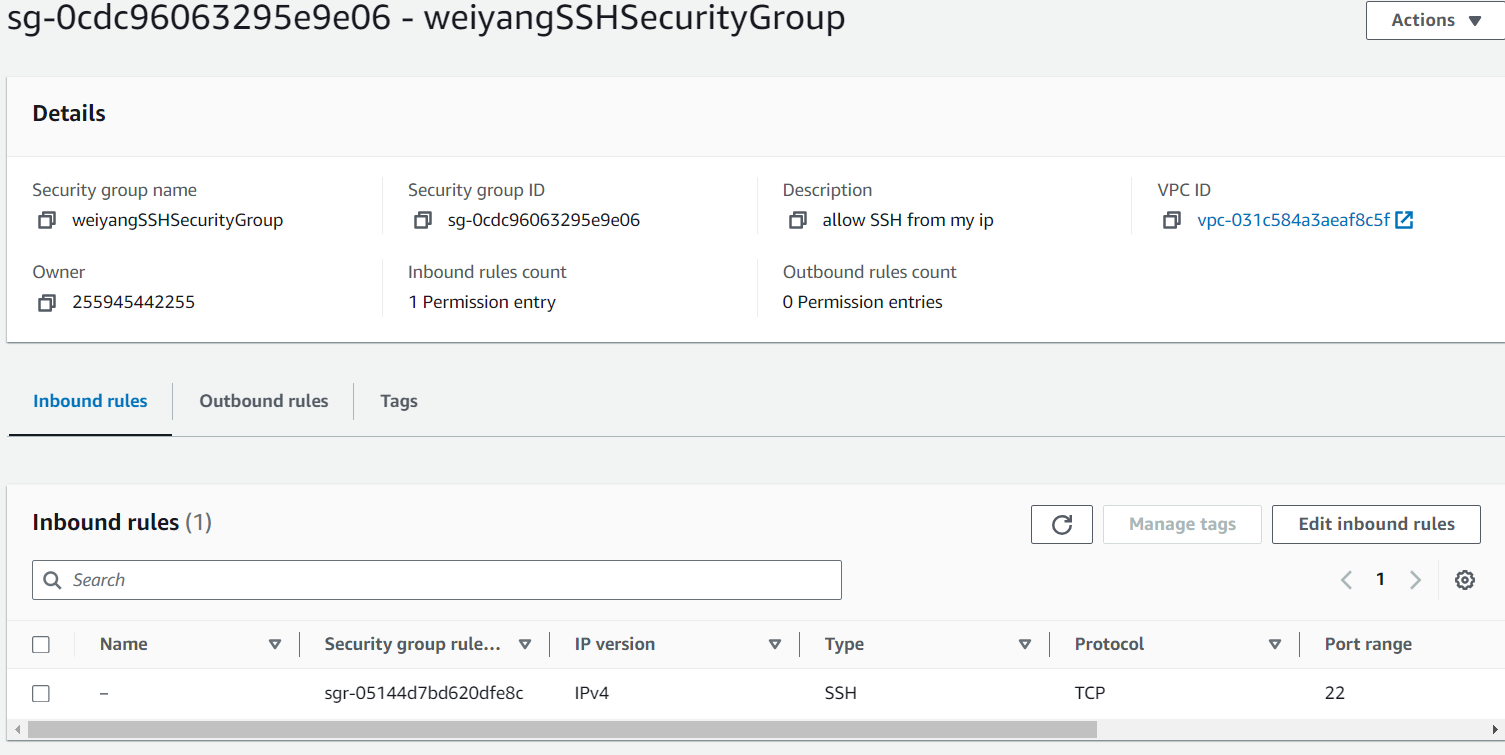 sg-0cdc96063295e9e06 - weiyangSSHSecurityGroup
Actions
Details
Security group name
weiyangSSHSecurityGroup
Security group ID
sg-0cdc96063295e9e06
Description
allow SSH from my ip
VPC ID
vpc-031c584a3aeaf8c5f
Owner
255945442255
Inbound rules count
1 Permission entry
Outbound rules count
0 Permission entries
Inbound rules
Outbound rules
Tags
Inbound rules (1)
Manage tags
Edit inbound rules
Search
1
Name
Security group rule...
IP version
Type
Protocol
Port range
–
sgr-05144d7bd620dfe8c
IPv4
SSH
TCP
22